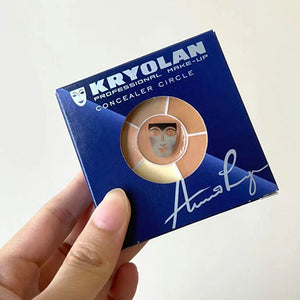 KRYOLAN
PROFESSIONAL MAKE-UP
CONCEALER CIRCLE